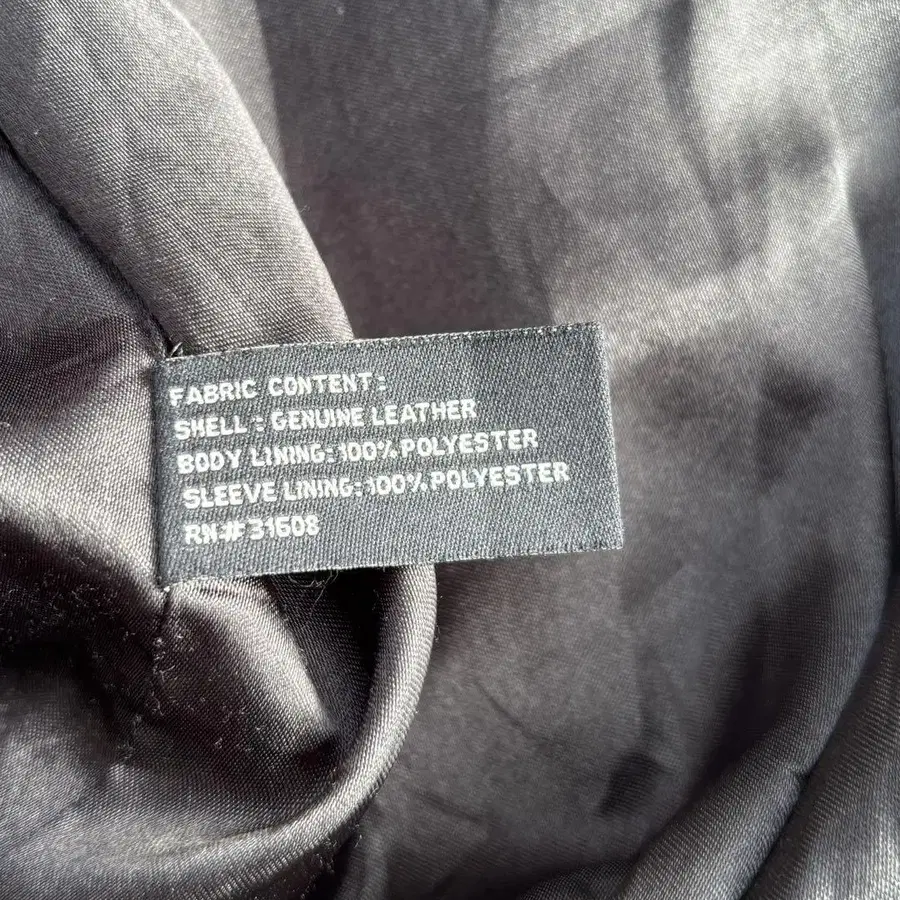 FABRIC CONTENT:
SHELL: GENUINE LEATHER
BODY LINING: 100% POLYESTER
SLEEVE LINING: 100% POLYESTER
RN# 31608